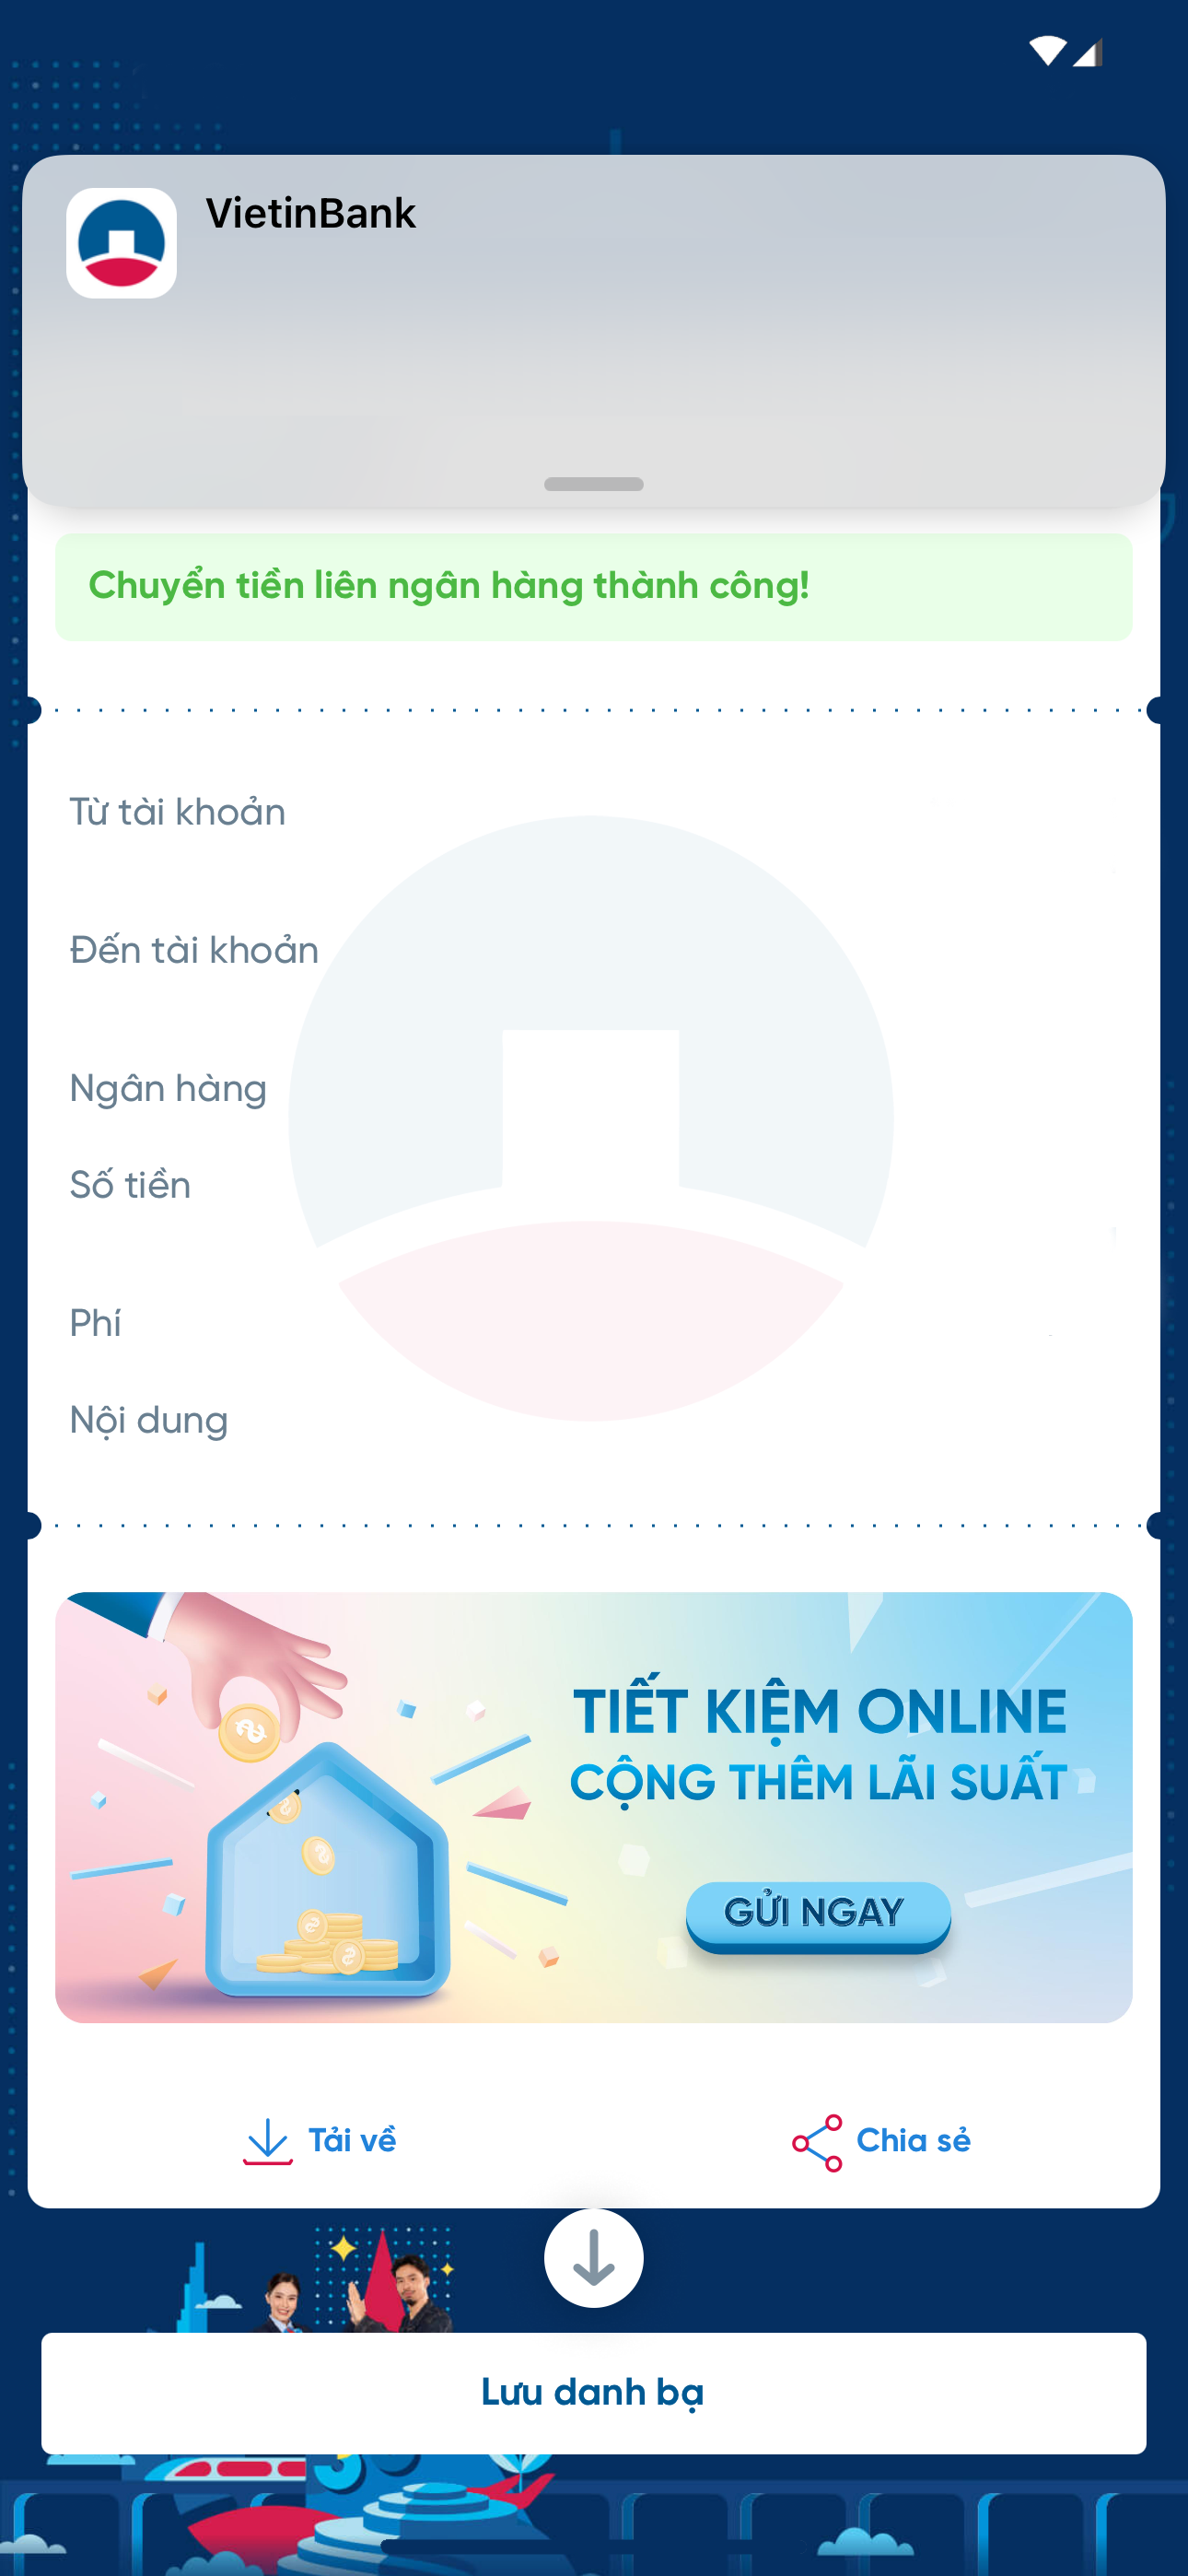 VietinBank
Chuyển tiền liên ngân hàng thành công!
Từ tài khoản
Đến tài khoản
Ngân hàng
Số tiền
Phí
Nội dung
TIẾT KIỆM ONLINE
CỘNG THÊM LÃI SUẤT
GỬI NGAY
Tải về
Chia sẻ
Lưu danh bạ